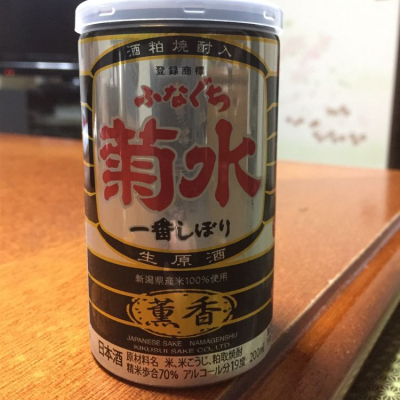 酒粕焼酎入
登録商標
ふなぐち
菊水
一番しぼり
生原酒
新潟県産米100%使用
薫香
JAPANESE SAKE NAMAGENSHU
KIKUSUI SAKE CO.,LTD.
日本酒
原材料名 米、米こうじ、粕取焼酎
精米歩合70% アルコール分19度
200ml